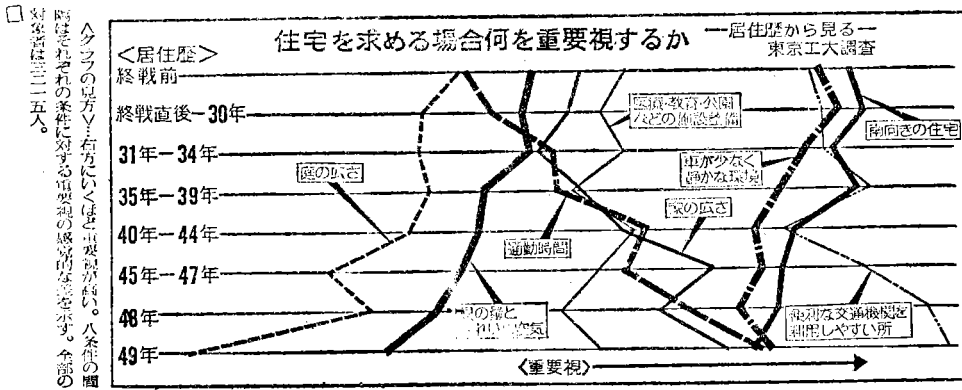 住宅を求める場合何を重要視するか
―居住歴から見る―
東京工大調査
<居住歴>
終戦前
終戦直後―30年
31年―34年
35年―39年
40年―44年
45年―47年
48年
49年
医療・教育・公園
などの施設整備
南向きの住宅
車が少なく
静かな環境
庭の広さ
家の広さ
通勤時間
便利な交通機関を
利用しやすい所
<重要視>
<グラフの見方>…右方にいくほど重要視が高い。八条件の間
隔はそれぞれの条件に対する重要視の感覚的な差を示す。全部の
対象者は三二一五人。